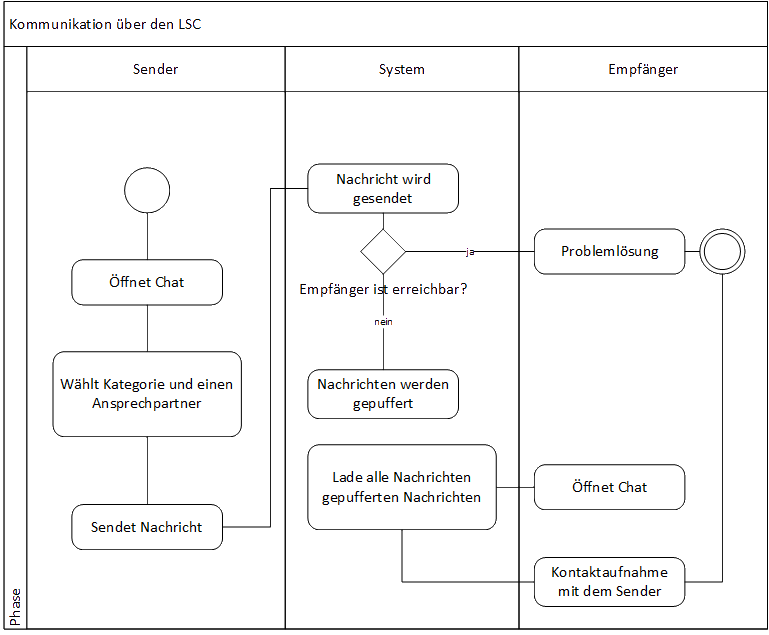 Kommunikation über den LSC
Sender
System
Empfänger
Nachricht wird
gesendet
ja
Problemlösung
Öffnet Chat
Empfänger ist erreichbar?
nein
Wählt Kategorie und einen
Ansprechpartner
Nachrichten werden
gepuffert
Lade alle Nachrichten
gepufferten Nachrichten
Öffnet Chat
Sendet Nachricht
Kontaktaufnahme
mit dem Sender
Phase